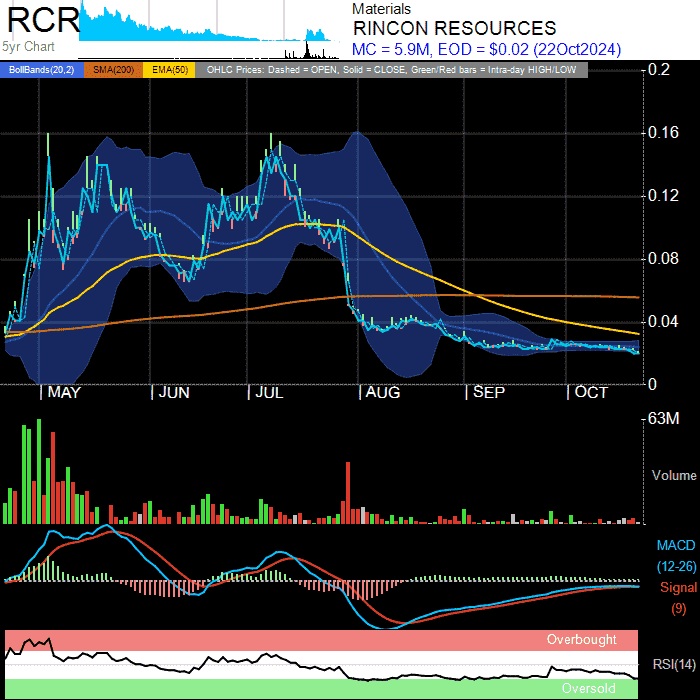 RCR
5yr Chart
Materials
RINCON RESOURCES
MC = 5.9M, EOD = $0.02 (22Oct2024)
BollBands(20,2) SMA(200) EMA(50) OHLC Prices: Dashed = OPEN, Solid = CLOSE, Green/Red bars = Intra-day HIGH/LOW
0.2
0.16
0.12
0.08
0.04
0
MAY JUN JUL AUG SEP OCT
63M
Volume
MACD
(12-26)
Signal
(9)
Overbought
RSI(14)
Oversold